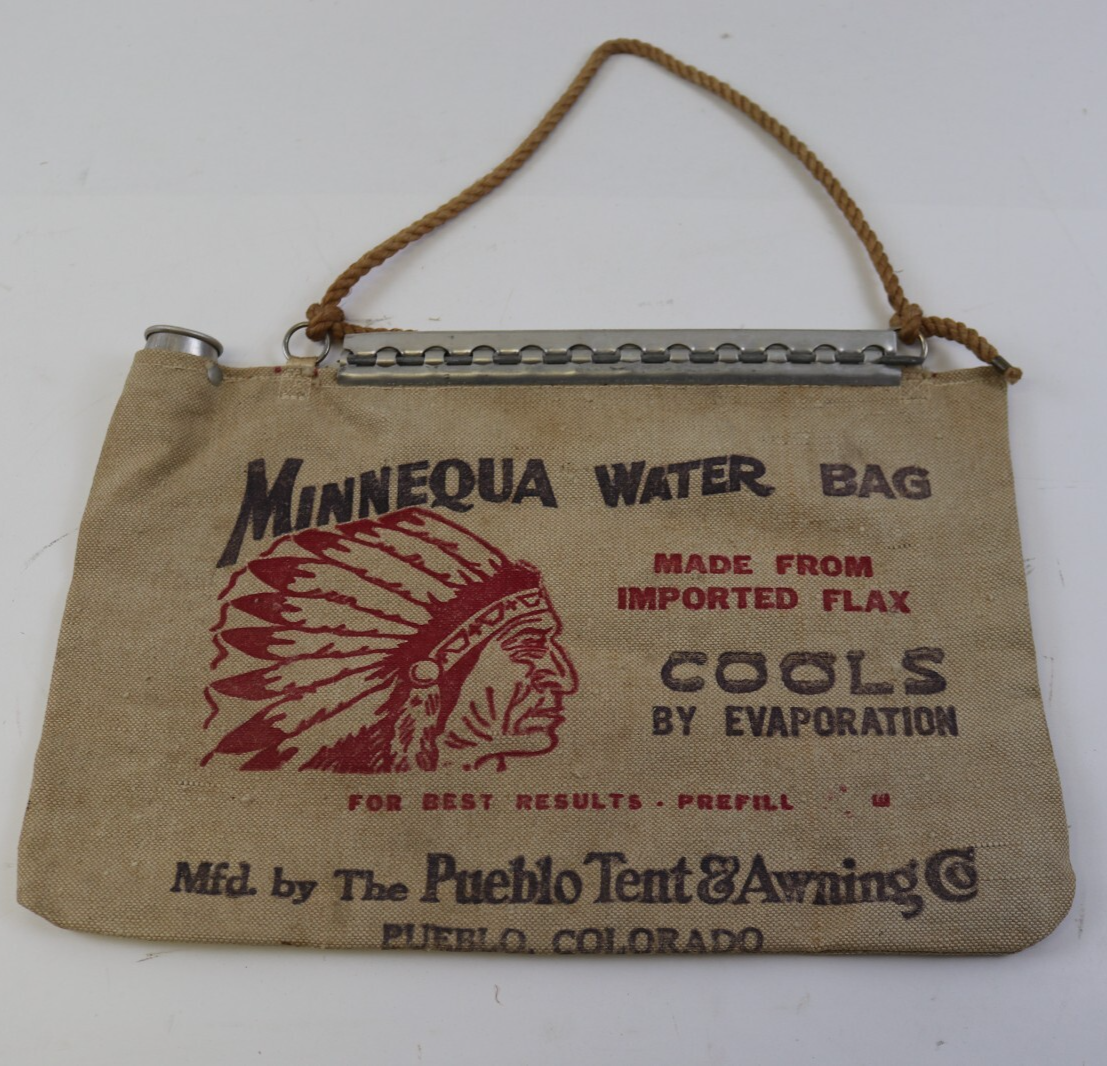 MINNEQUA WATER BAG
MADE FROM
IMPORTED FLAX
COOLS
BY EVAPORATION
FOR BEST RESULTS - PREFILL
Mfd. by The Pueblo Tent & Awning Co
PUEBLO, COLORADO